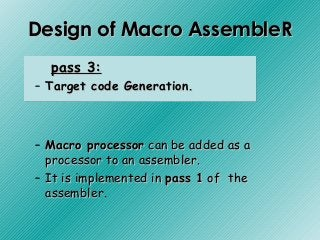 Design of Macro AssembleR
pass 3:
– Target code Generation.
– Macro processor can be added as a
processor to an assembler.
– It is implemented in pass 1 of the
assembler.